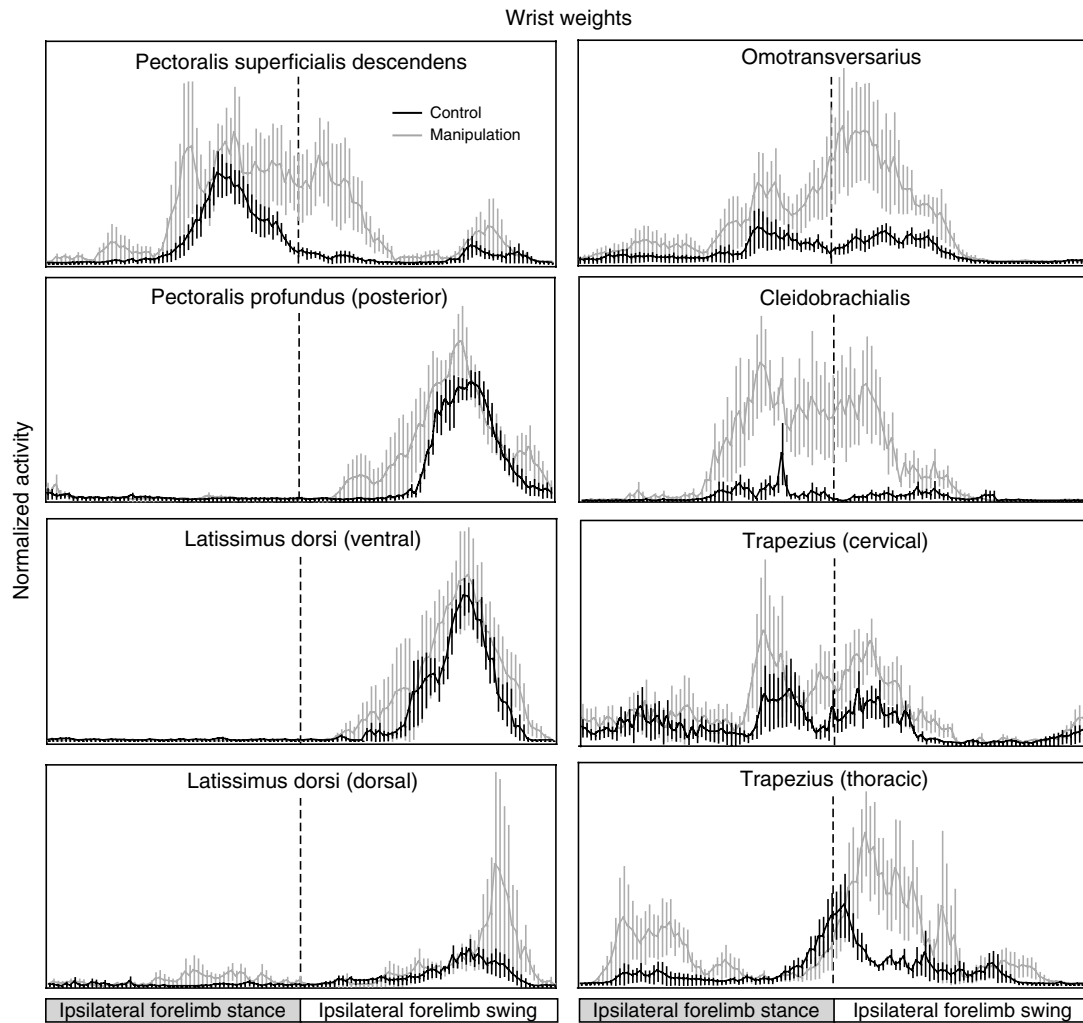 Wrist weights
Pectoralis superficialis descendens
Control
Manipulation
Omotransversarius
Pectoralis profundus (posterior)
Cleidobrachialis
Normalized activity
Latissimus dorsi (ventral)
Trapezius (cervical)
Latissimus dorsi (dorsal)
Trapezius (thoracic)
Ipsilateral forelimb stance
Ipsilateral forelimb swing
Ipsilateral forelimb stance
Ipsilateral forelimb swing